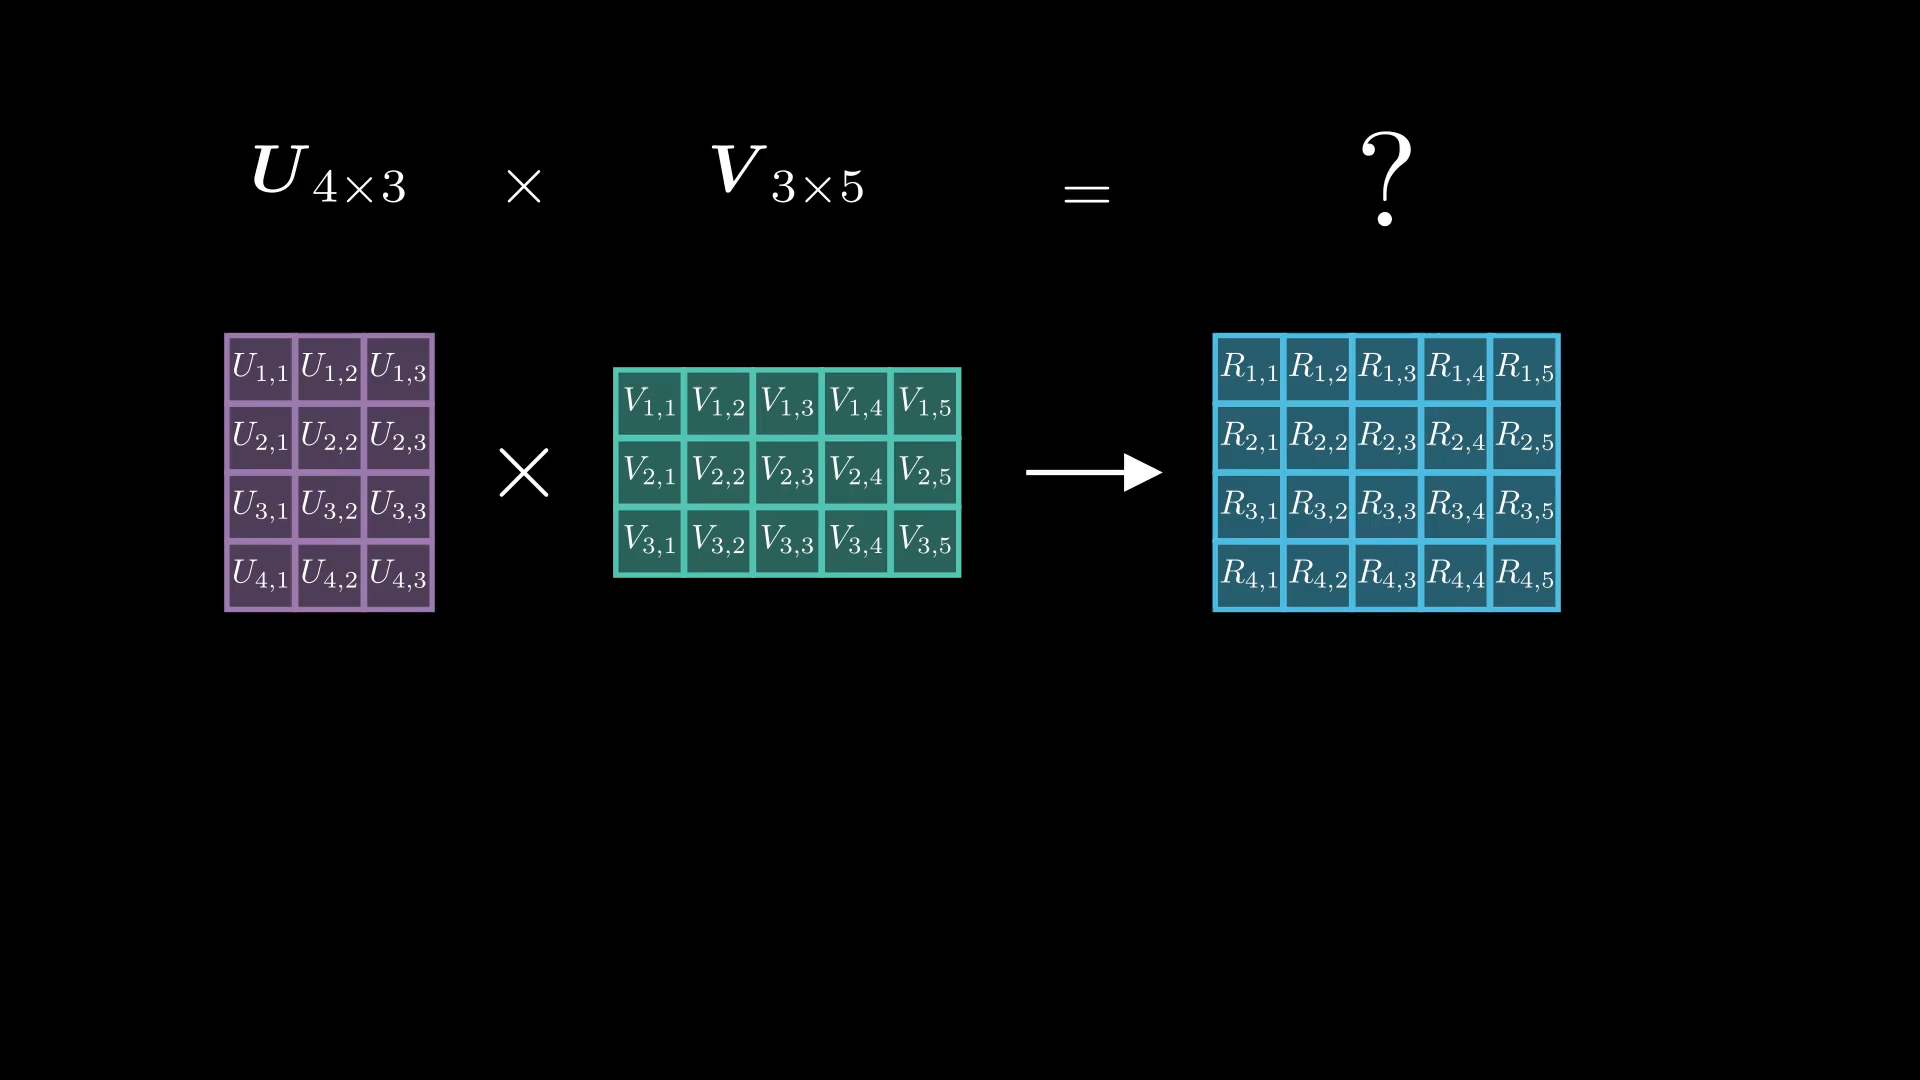 U 4×3 × V 3×5 = ?
U1,1 U1,2 U1,3
U2,1 U2,2 U2,3
U3,1 U3,2 U3,3
U4,1 U4,2 U4,3
×
V1,1 V1,2 V1,3 V1,4 V1,5
V2,1 V2,2 V2,3 V2,4 V2,5
V3,1 V3,2 V3,3 V3,4 V3,5
R1,1 R1,2 R1,3 R1,4 R1,5
R2,1 R2,2 R2,3 R2,4 R2,5
R3,1 R3,2 R3,3 R3,4 R3,5
R4,1 R4,2 R4,3 R4,4 R4,5